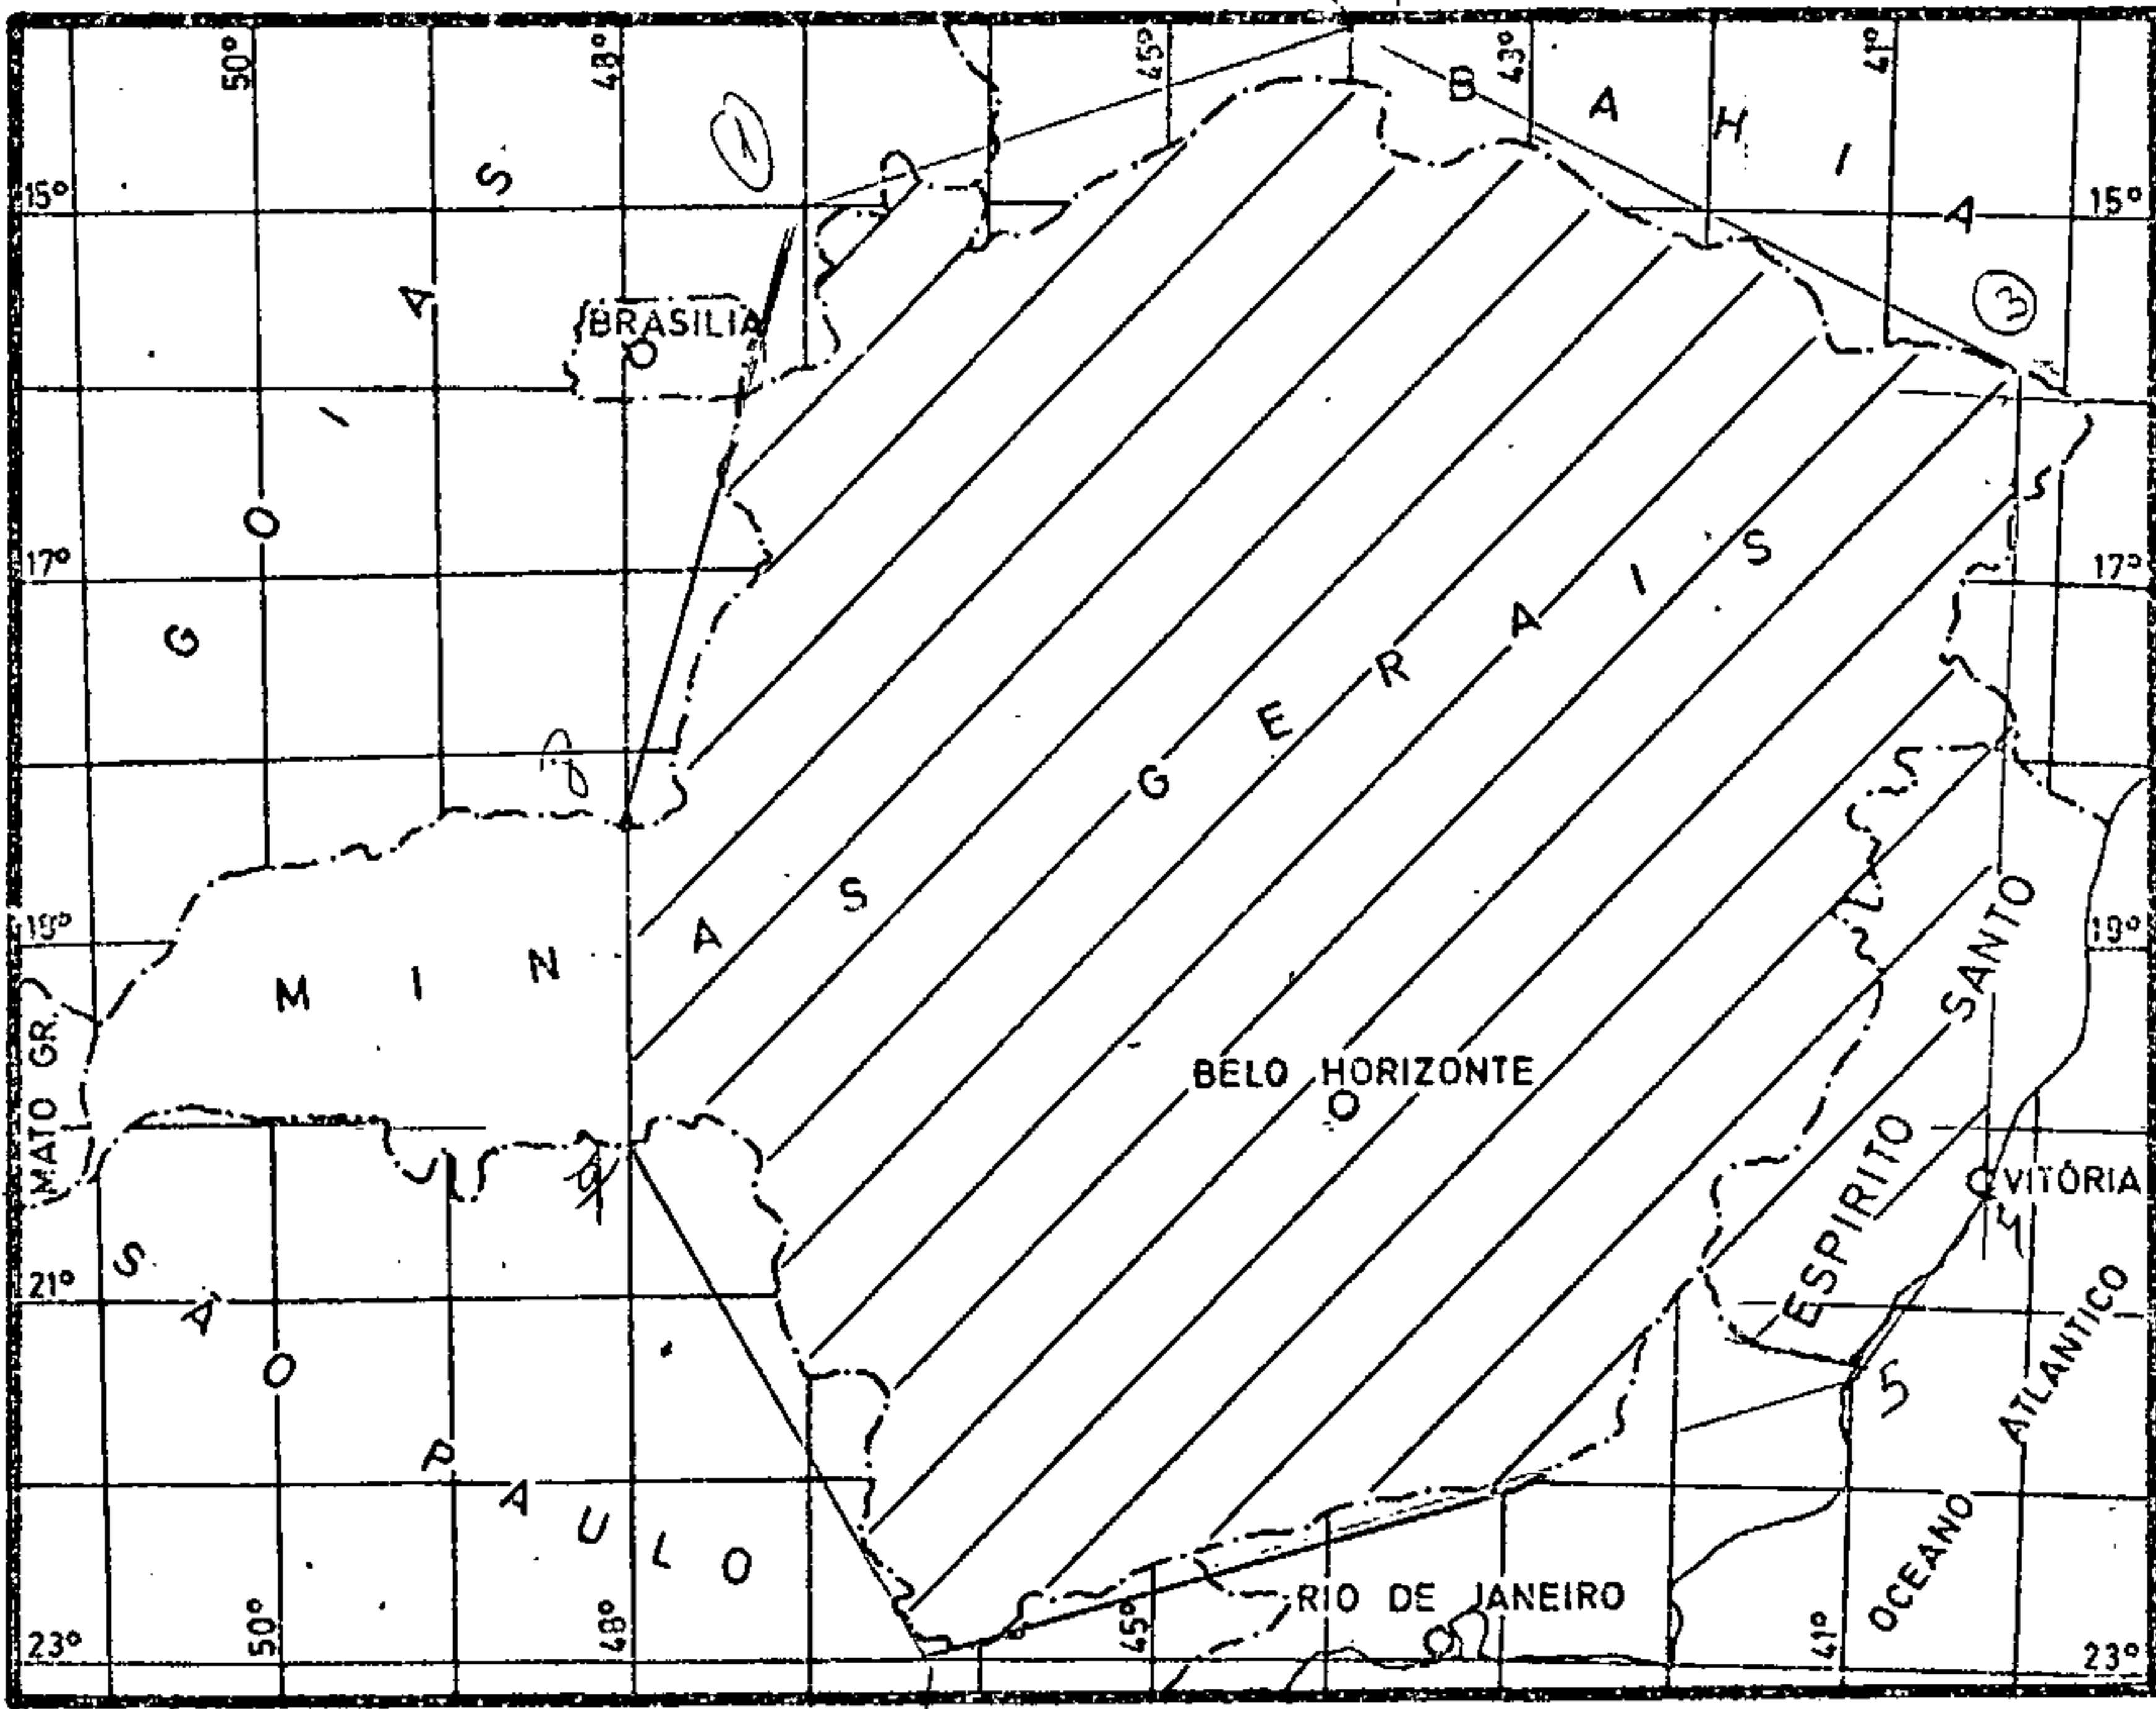 50°
48°
45°
43°
41°
BAHIA
15°
15°
3
GOIAS
BRASILIA
17°
17°
MINAS GERAIS
19°
19°
MATO GR.
BELO HORIZONTE
ESPIRITO SANTO
VITÓRIA
4
21°
5
SÃO PAULO
OCEANO ATLANTICO
RIO DE JANEIRO
50°
48°
45°
41°
23°
23°